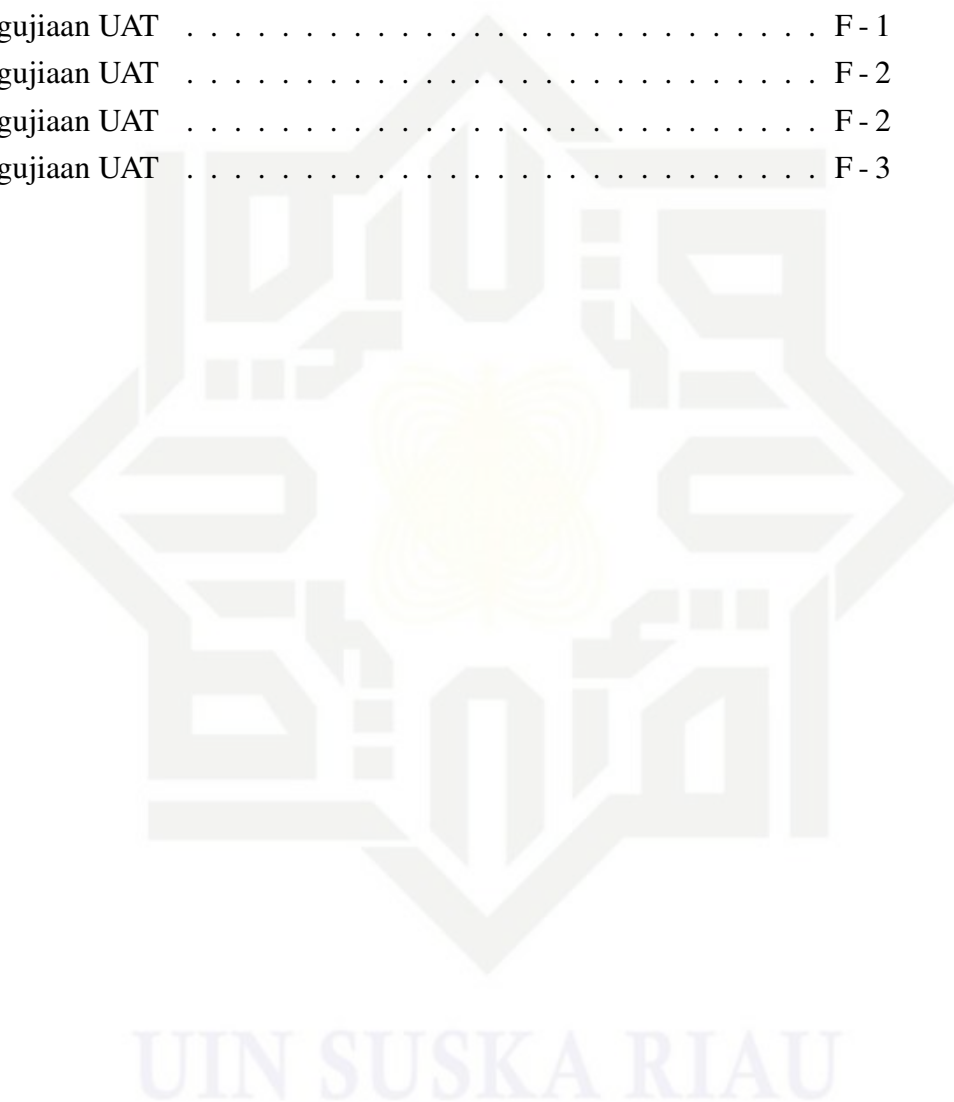 gujiaan UAT . . . . . . . . . . . . . . . . . . . . . . . . . . . F - 1
gujiaan UAT . . . . . . . . . . . . . . . . . . . . . . . . . . . F - 2
gujiaan UAT . . . . . . . . . . . . . . . . . . . . . . . . . . . F - 2
gujiaan UAT . . . . . . . . . . . . . . . . . . . . . . . . . . . F - 3
UIN SUSKA RIAU